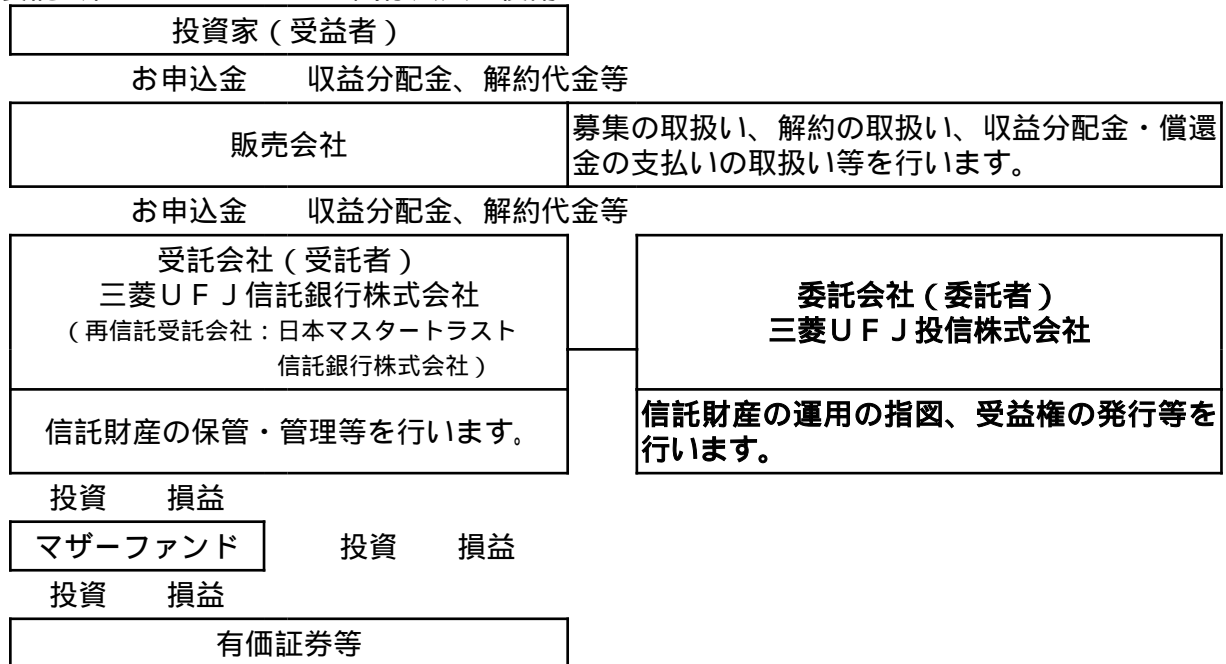 投資家（受益者）
お申込金　　収益分配金、解約代金等
販売会社
募集の取扱い、解約の取扱い、収益分配金・償還
金の支払いの取扱い等を行います。
お申込金　　収益分配金、解約代金等
受託会社（受託者）
三菱ＵＦＪ信託銀行株式会社
（再信託受託会社：日本マスタートラスト
信託銀行株式会社）
委託会社（委託者）
三菱ＵＦＪ投信株式会社
信託財産の保管・管理等を行います。
信託財産の運用の指図、受益権の発行等を
行います。
投資　　損益
マザーファンド　　投資　　損益
投資　　損益
有価証券等